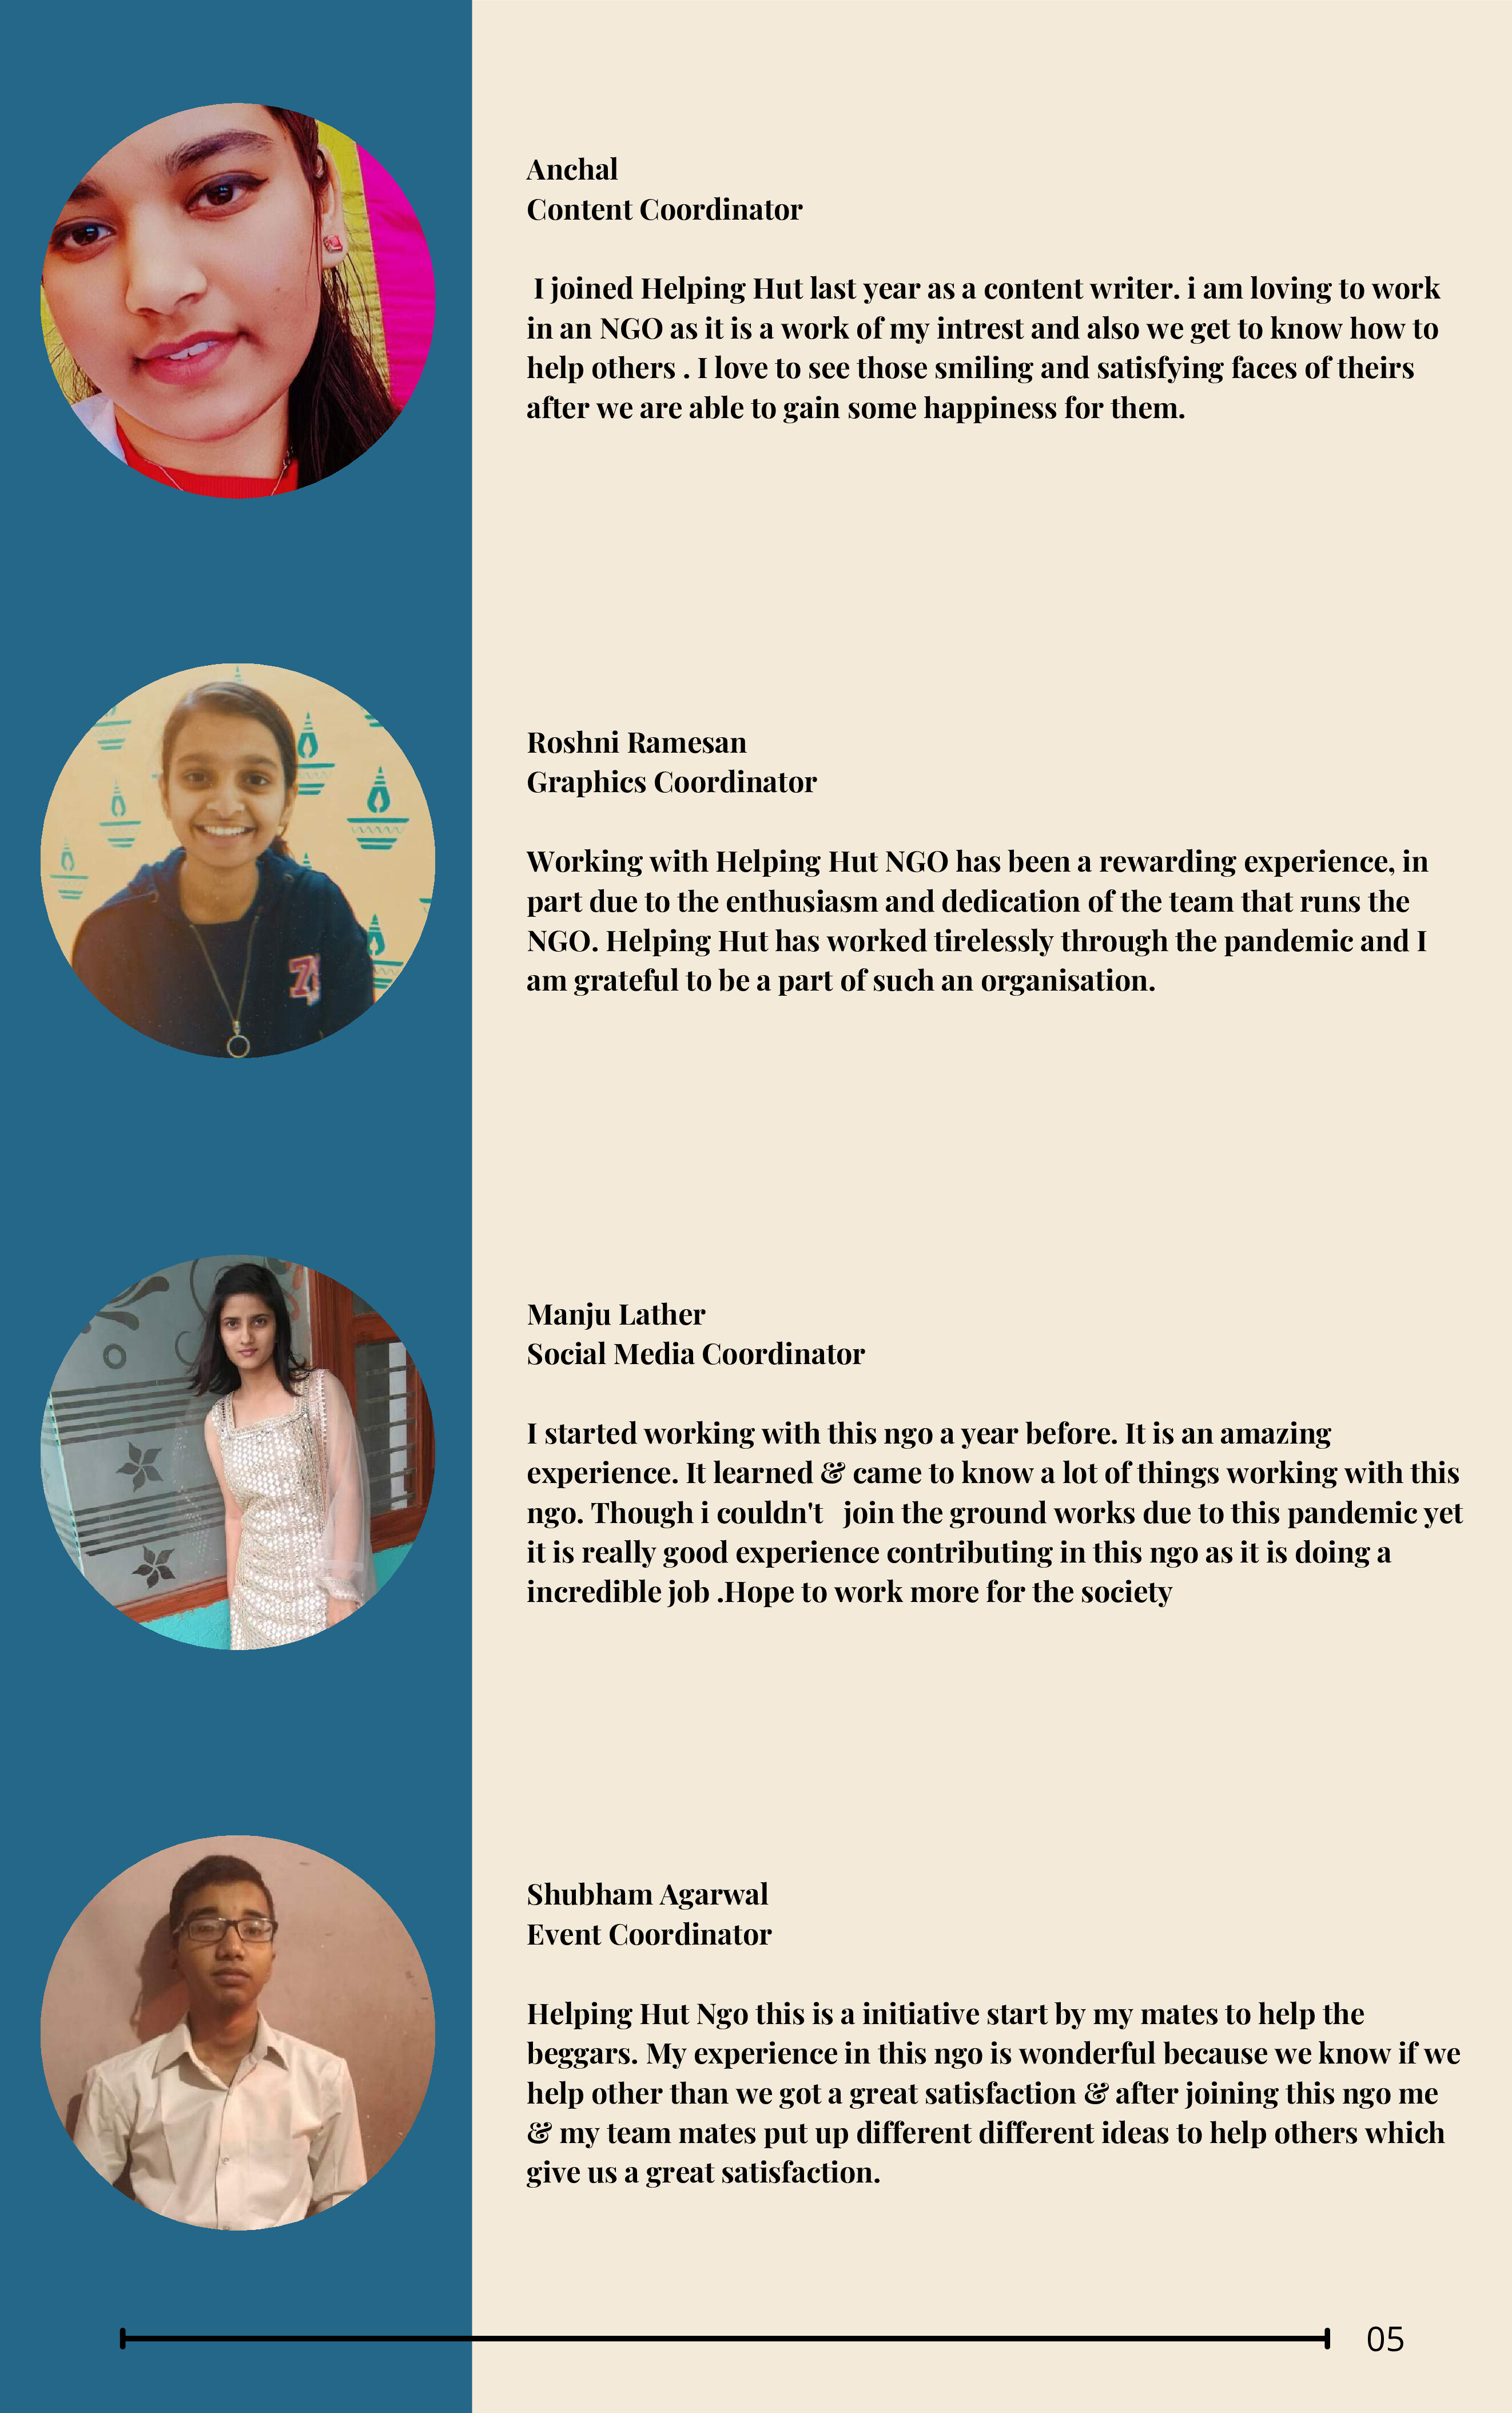 Anchal
Content Coordinator
I joined Helping Hut last year as a content writer. i am loving to work
in an NGO as it is a work of my intrest and also we get to know how to
help others . I love to see those smiling and satisfying faces of theirs
after we are able to gain some happiness for them.
Roshni Ramesan
Graphics Coordinator
Working with Helping Hut NGO has been a rewarding experience, in
part due to the enthusiasm and dedication of the team that runs the
NGO. Helping Hut has worked tirelessly through the pandemic and I
am grateful to be a part of such an organisation.
Manju Lather
Social Media Coordinator
I started working with this ngo a year before. It is an amazing
experience. It learned & came to know a lot of things working with this
ngo. Though i couldn't   join the ground works due to this pandemic yet
it is really good experience contributing in this ngo as it is doing a
incredible job .Hope to work more for the society
Shubham Agarwal
Event Coordinator
Helping Hut Ngo this is a initiative start by my mates to help the
beggars. My experience in this ngo is wonderful because we know if we
help other than we got a great satisfaction & after joining this ngo me
& my team mates put up different different ideas to help others which
give us a great satisfaction.
05